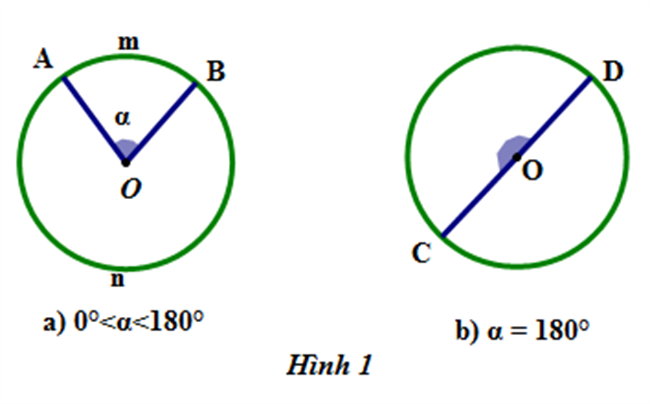 m
A
B
α
O
n
a) 0°<α<180°
D
O
C
b) α = 180°
Hình 1